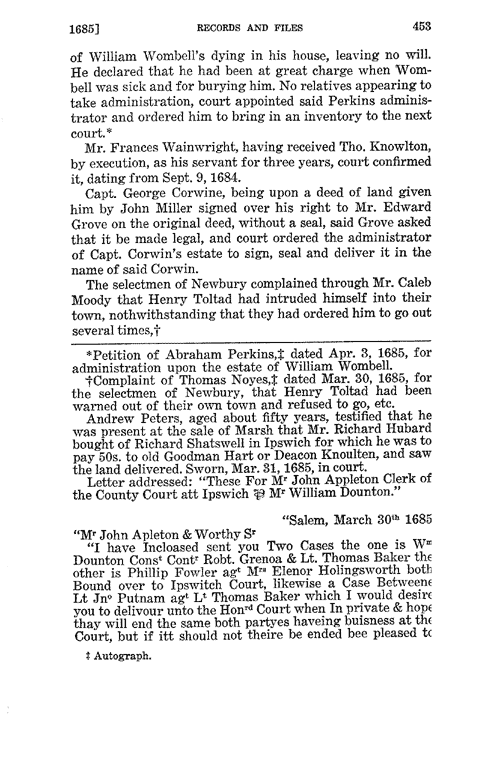 1685] RECORDS AND FILES 453
of William Wombell's dying in his house, leaving no will.
He declared that he had been at great charge when Wom-
bell was sick and for burying him. No relatives appearing to
take administration, court appointed said Perkins adminis-
trator and ordered him to bring in an inventory to the next
court.*
Mr. Frances Wainwright, having received Tho. Knowlton,
by execution, as his servant for three years, court confirmed
it, dating from Sept. 9, 1684.
Capt. George Corwine, being upon a deed of land given
him by John Miller signed over his right to Mr. Edward
Grove on the original deed, without a seal, said Grove asked
that it be made legal, and court ordered the administrator
of Capt. Corwin's estate to sign, seal and deliver it in the
name of said Corwin.
The selectmen of Newbury complained through Mr. Caleb
Moody that Henry Toltad had intruded himself into their
town, nothwithstanding that they had ordered him to go out
several times,†
*Petition of Abraham Perkins,‡ dated Apr. 3, 1685, for
administration upon the estate of William Wombell.
†Complaint of Thomas Noyes,‡ dated Mar. 30, 1685, for
the selectmen of Newbury, that Henry Toltad had been
warned out of their own town and refused to go, etc.
Andrew Peters, aged about fifty years, testified that he
was present at the sale of Marsh that Mr. Richard Hubard
bought of Richard Shatswell in Ipswich for which he was to
pay 50s. to old Goodman Hart or Deacon Knoulten, and saw
the land delivered. Sworn, Mar. 31, 1685, in court.
Letter addressed: "These For Mʳ John Appleton Clerk of
the County Court att Ipswich ⅌ Mʳ William Dounton."
"Salem, March 30ᵗʰ 1685
"Mʳ John Apleton & Worthy Sʳ
"I have Incloased sent you Two Cases the one is Wᵐ
Dounton Consᵗ Contʳ Robt. Grenoa & Lt. Thomas Baker the
other is Phillip Fowler agᵗ Mʳˢ Elenor Holingsworth both
Bound over to Ipswitch Court, likewise a Case Betweene
Lt Jnᵒ Putnam agᵗ Lᵗ Thomas Baker which I would desire
you to delivour unto the Honʳᵈ Court when In private & hope
thay will end the same both partyes haveing buisness at the
Court, but if itt should not theire be ended bee pleased to
‡ Autograph.